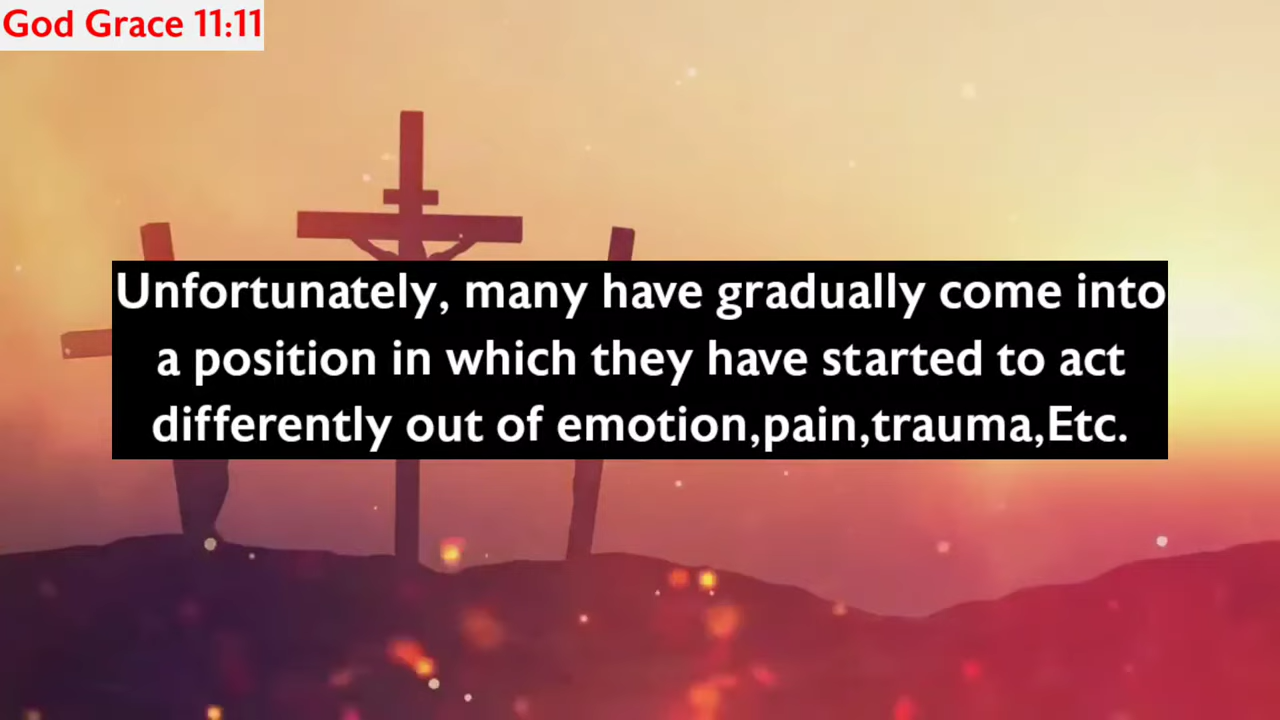 God Grace 11:11
Unfortunately, many have gradually come into
a position in which they have started to act
differently out of emotion,pain,trauma,Etc.